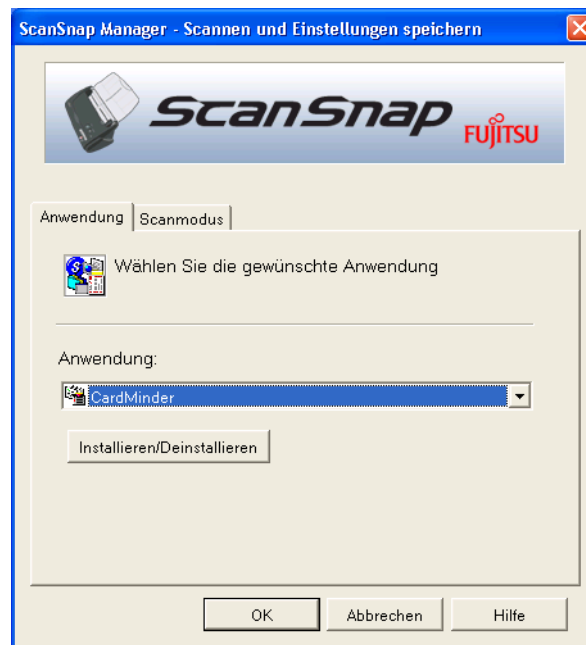 ScanSnap Manager - Scannen und Einstellungen speichern
ScanSnap
FUJITSU
Anwendung
Scanmodus
Wählen Sie die gewünschte Anwendung
Anwendung:
CardMinder
Installieren/Deinstallieren
OK
Abbrechen
Hilfe